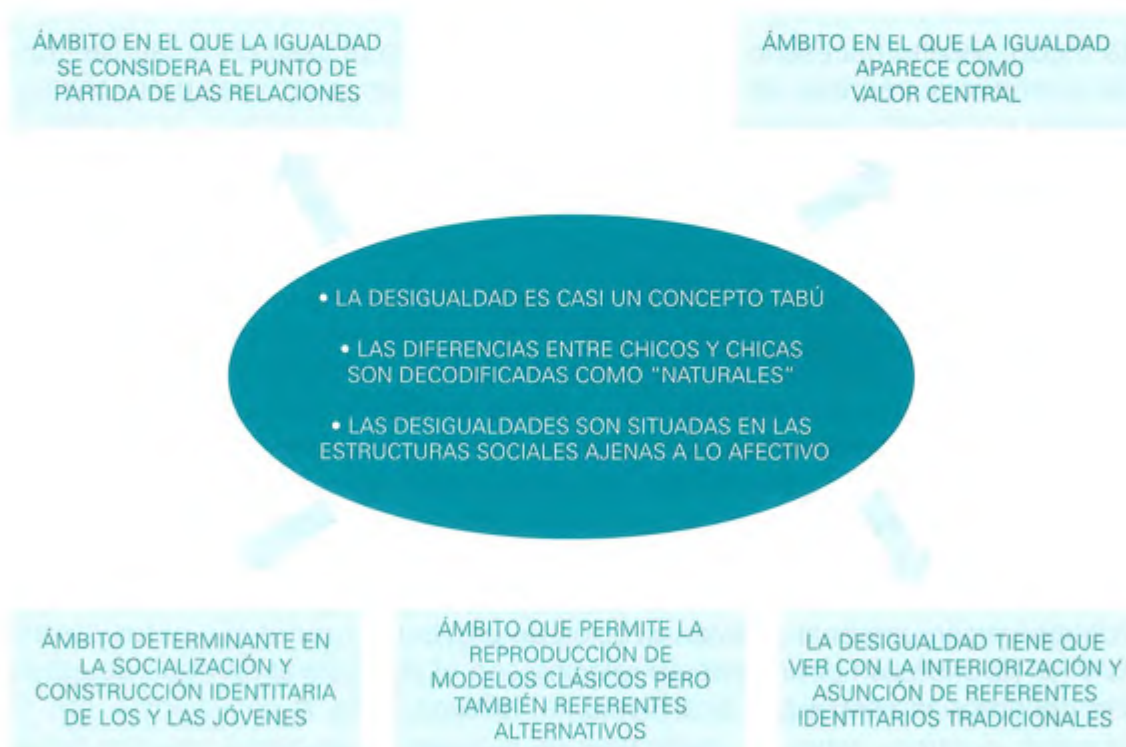 ÁMBITO EN EL QUE LA IGUALDAD
SE CONSIDERA EL PUNTO DE
PARTIDA DE LAS RELACIONES
ÁMBITO EN EL QUE LA IGUALDAD
APARECE COMO
VALOR CENTRAL
• LA DESIGUALDAD ES CASI UN CONCEPTO TABÚ
• LAS DIFERENCIAS ENTRE CHICOS Y CHICAS
SON DECODIFICADAS COMO "NATURALES"
• LAS DESIGUALDADES SON SITUADAS EN LAS
ESTRUCTURAS SOCIALES AJENAS A LO AFECTIVO
ÁMBITO DETERMINANTE EN
LA SOCIALIZACIÓN Y
CONSTRUCCIÓN IDENTITARIA
DE LOS Y LAS JÓVENES
ÁMBITO QUE PERMITE LA
REPRODUCCIÓN DE
MODELOS CLÁSICOS PERO
TAMBIÉN REFERENTES
ALTERNATIVOS
LA DESIGUALDAD TIENE QUE
VER CON LA INTERIORIZACIÓN Y
ASUNCIÓN DE REFERENTES
IDENTITARIOS TRADICIONALES